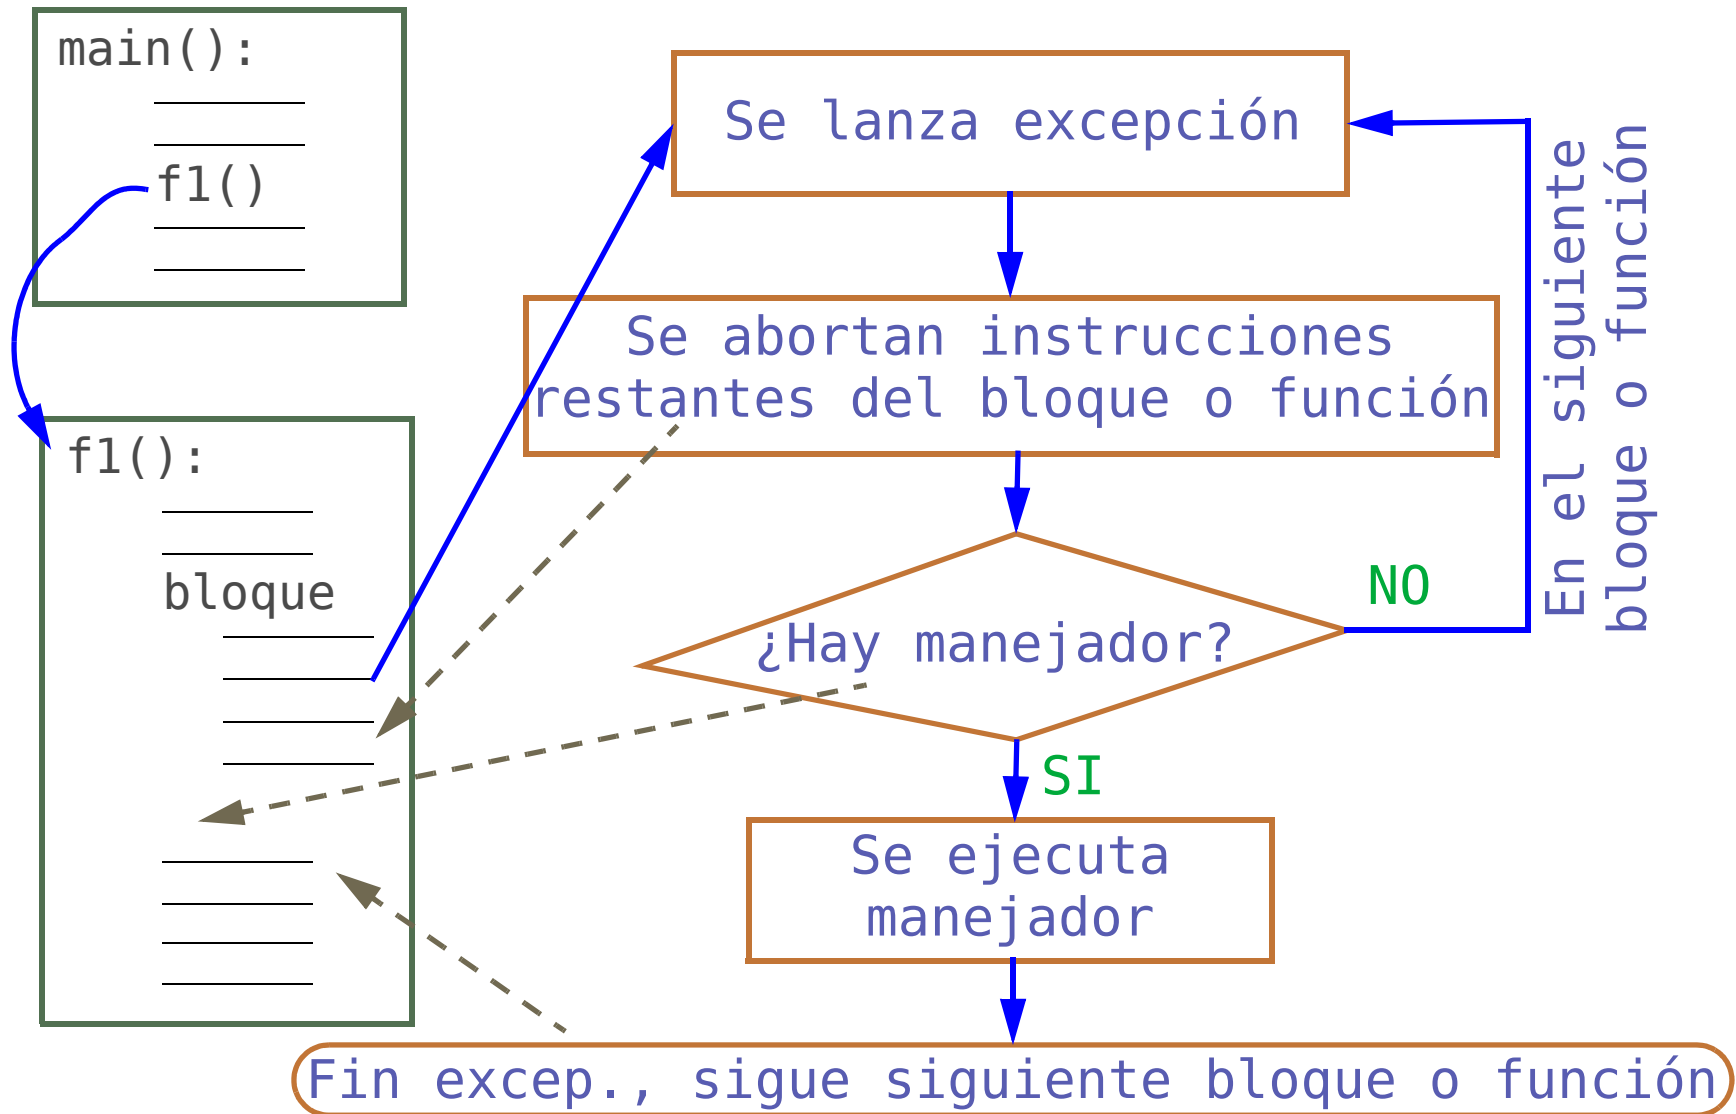 main():
f1()
f1():
bloque
Se lanza excepción
Se abortan instrucciones
restantes del bloque o función
¿Hay manejador?
NO
En el siguiente
bloque o función
SI
Se ejecuta
manejador
Fin excep., sigue siguiente bloque o función